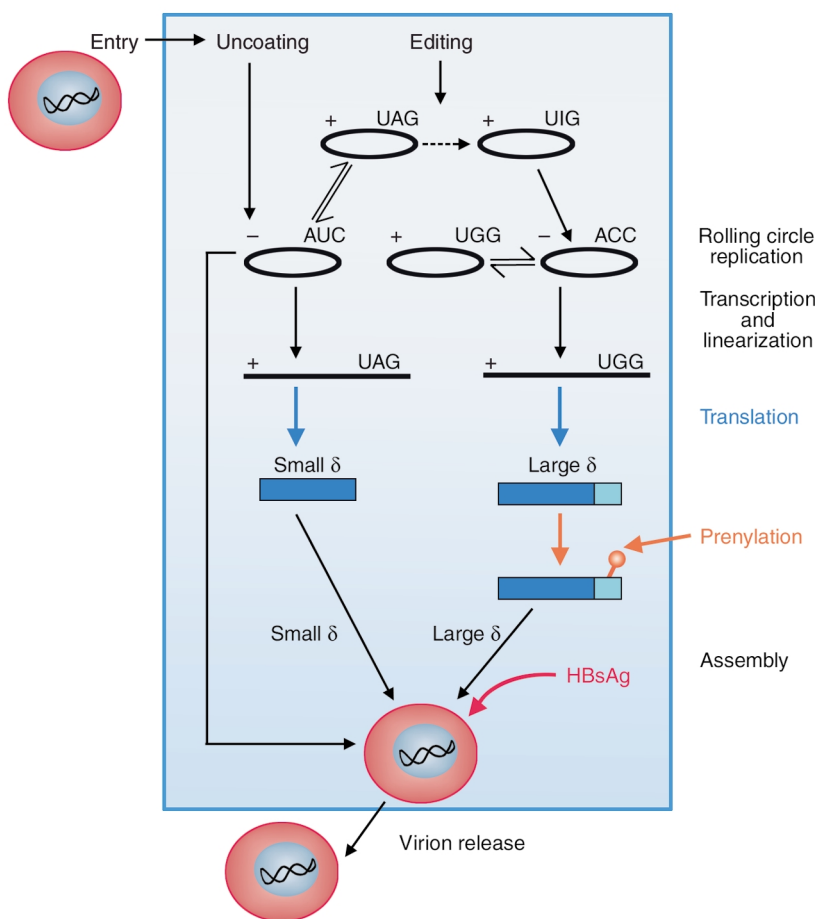 Entry
Uncoating
Editing
+ UAG
+ UIG
− AUC
+ UGG
− ACC
Rolling circle
replication
Transcription
and
linearization
+ UAG
+ UGG
Translation
Small δ
Large δ
Prenylation
Small δ
Large δ
Assembly
HBsAg
Virion release